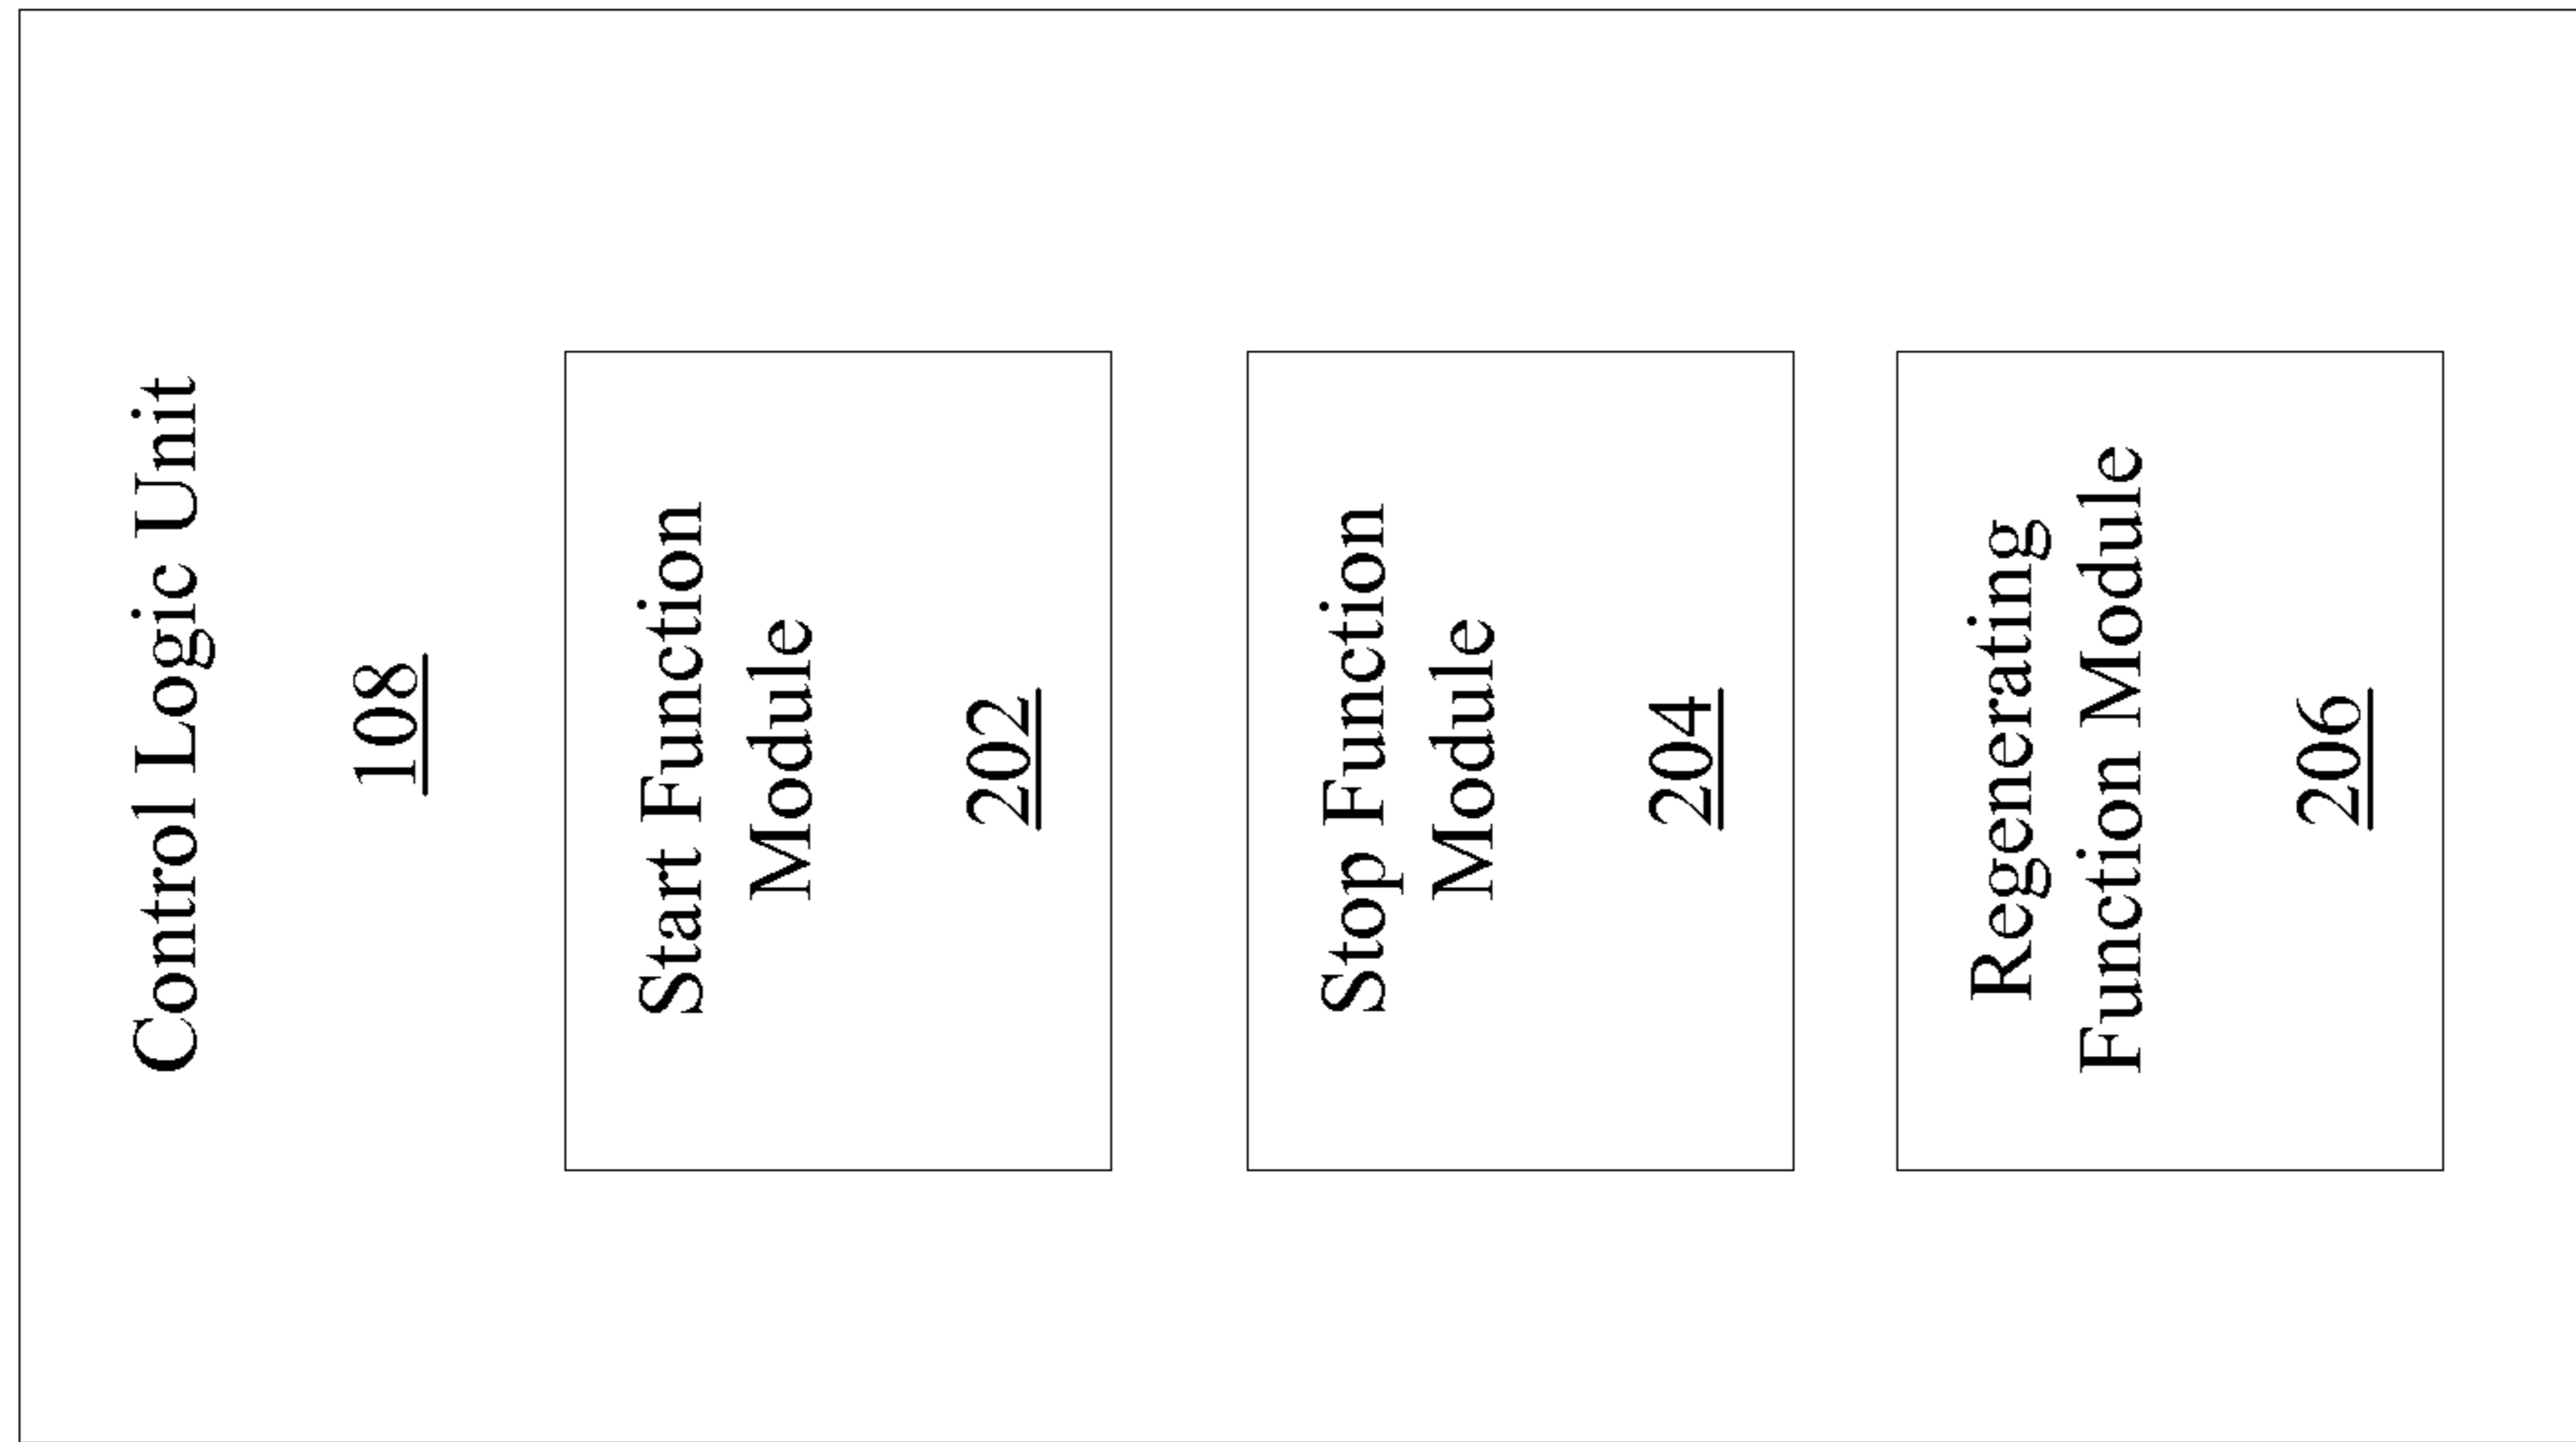 Control Logic Unit
108
Start Function
Module
202
Stop Function
Module
204
Regenerating
Function Module
206